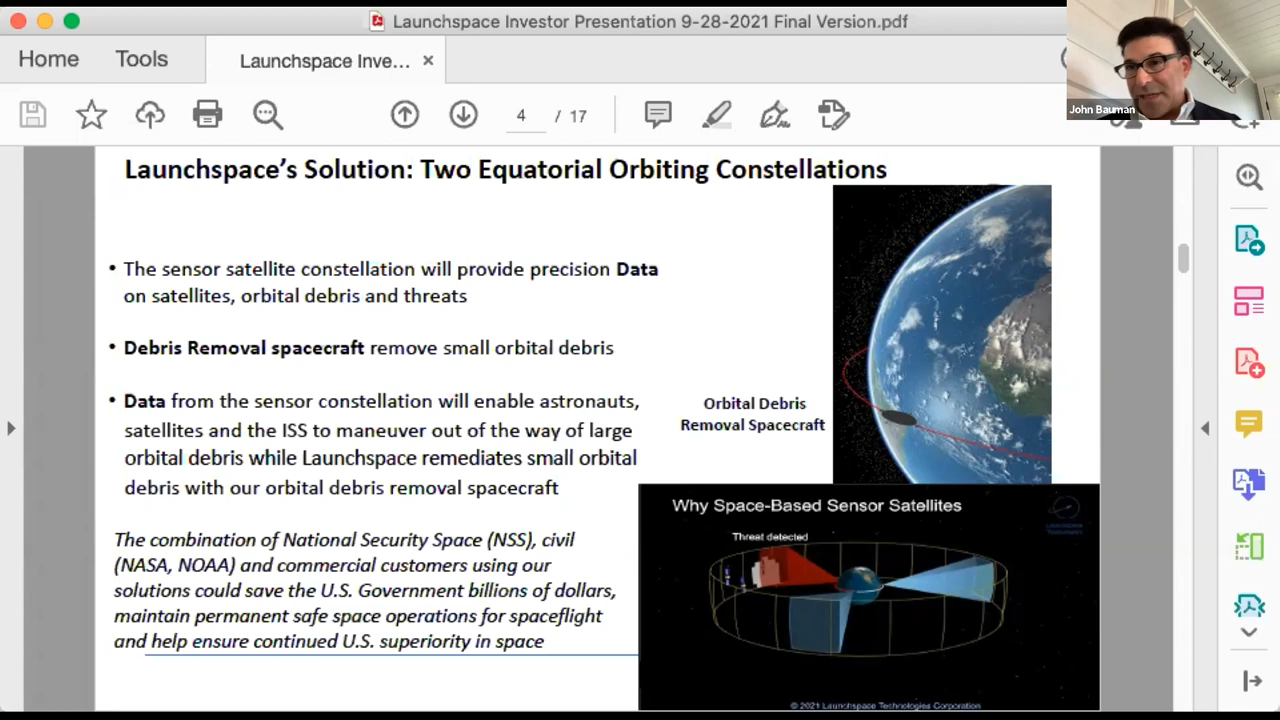 Launchspace Investor Presentation 9-28-2021 Final Version.pdf
Home
Tools
Launchspace Inve...
4 / 17
John Bauman
Launchspace's Solution: Two Equatorial Orbiting Constellations
• The sensor satellite constellation will provide precision Data
on satellites, orbital debris and threats
• Debris Removal spacecraft remove small orbital debris
• Data from the sensor constellation will enable astronauts,
satellites and the ISS to maneuver out of the way of large
orbital debris while Launchspace remediates small orbital
debris with our orbital debris removal spacecraft
The combination of National Security Space (NSS), civil
(NASA, NOAA) and commercial customers using our
solutions could save the U.S. Government billions of dollars,
maintain permanent safe space operations for spaceflight
and help ensure continued U.S. superiority in space
Orbital Debris
Removal Spacecraft
Why Space-Based Sensor Satellites
Threat detected
© 2021 Launchspace Technologies Corporation